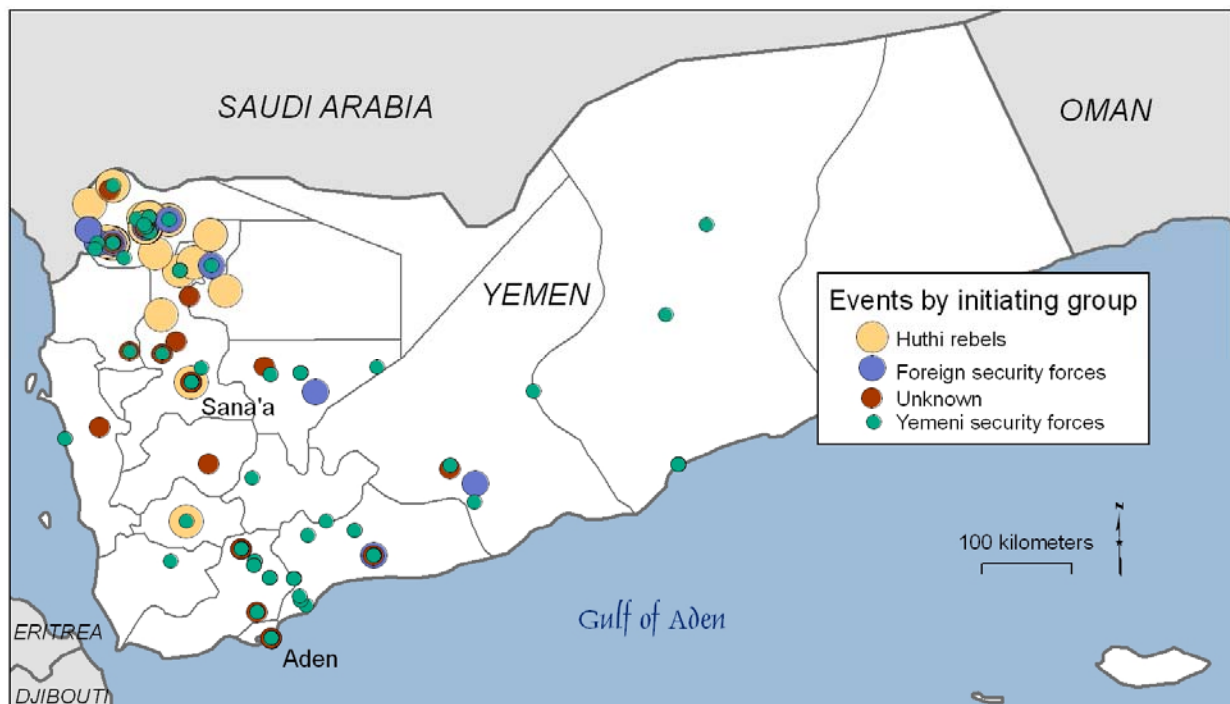 SAUDI ARABIA
OMAN
YEMEN
Events by initiating group
Huthi rebels
Foreign security forces
Unknown
Yemeni security forces
Sana'a
100 kilometers
N
Gulf of Aden
ERITREA
Aden
DJIBOUTI